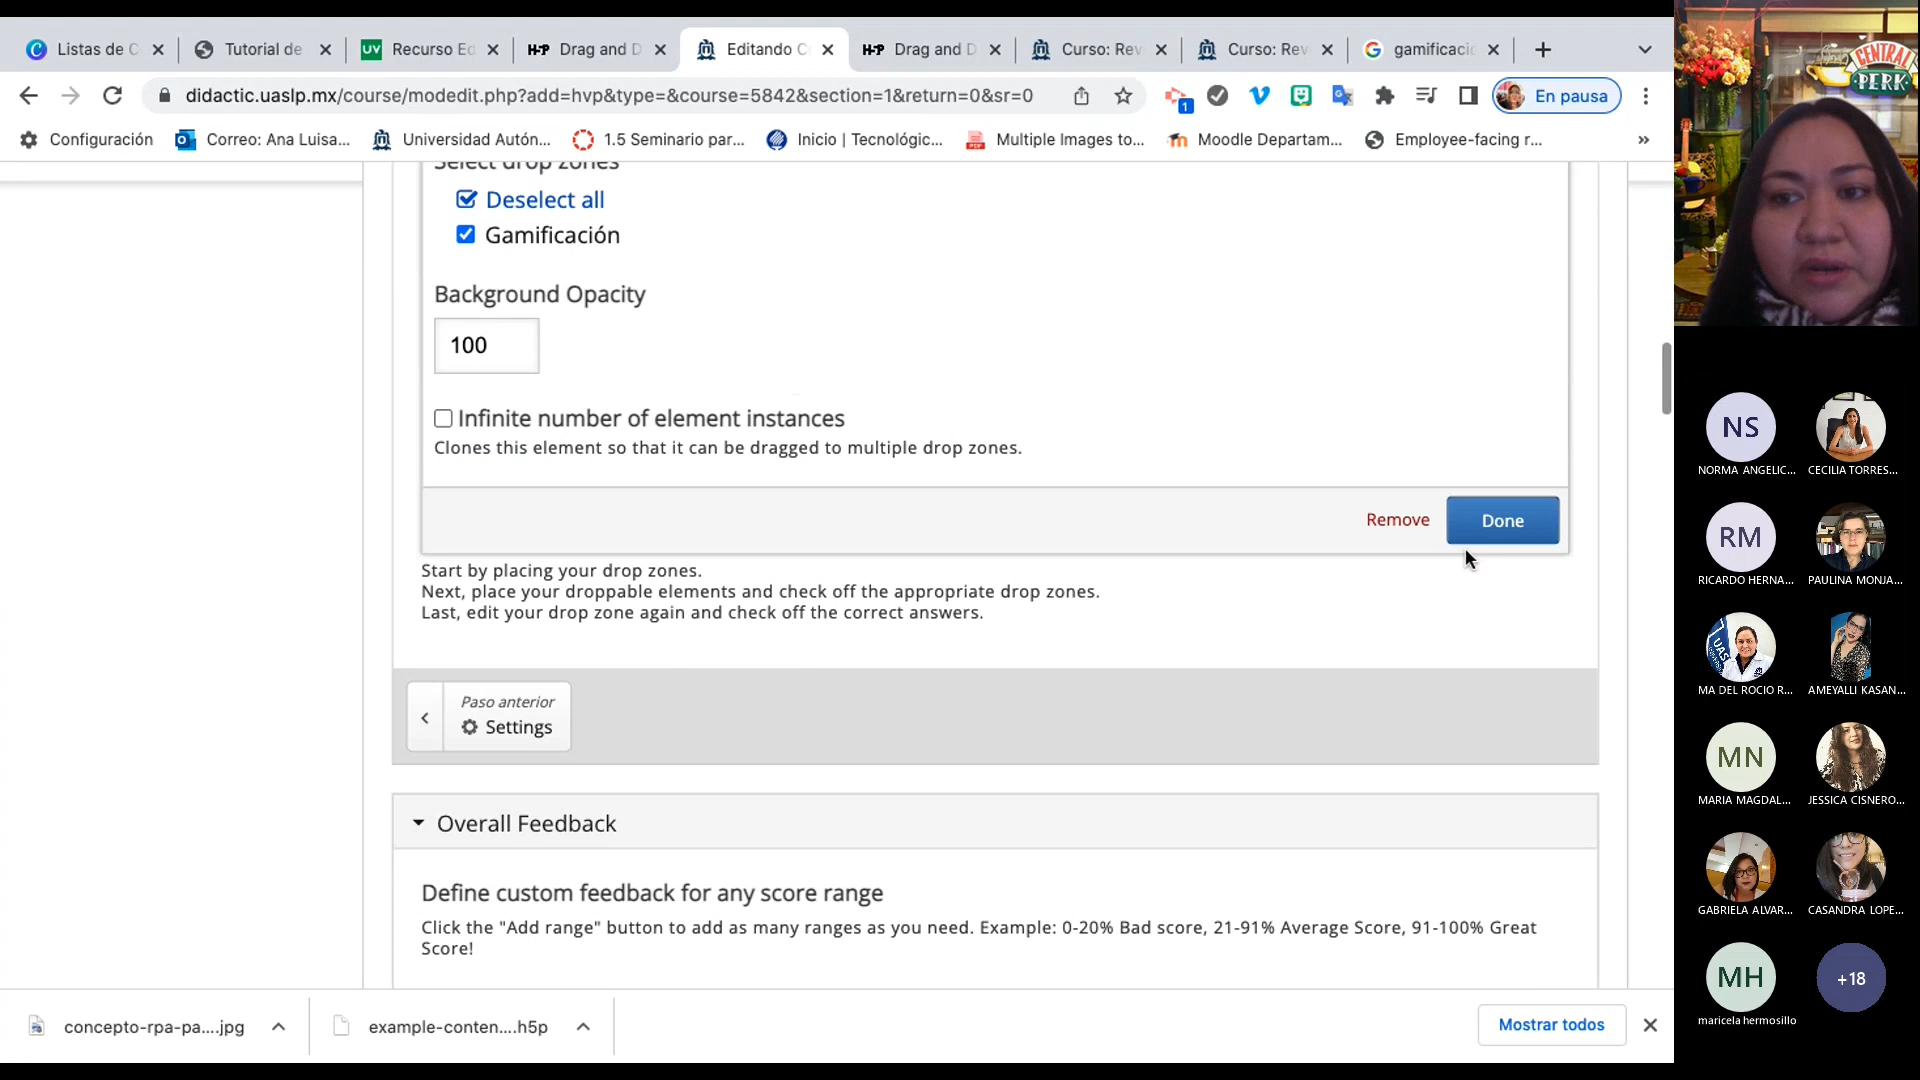 Listas de C
Tutorial de
UV Recurso Ed
H-P Drag and D
Editando C
H-P Drag and D
Curso: Rev
Curso: Rev
gamificació
didactic.uaslp.mx/course/modedit.php?add=hvp&type=&course=5842&section=1&return=0&sr=0
1
En pausa
Configuración
Correo: Ana Luisa...
Universidad Autón...
1.5 Seminario par...
Inicio | Tecnológic...
Multiple Images to...
Moodle Departam...
Employee-facing r...
»
Select drop zones
Deselect all
Gamificación
Background Opacity
100
Infinite number of element instances
Clones this element so that it can be dragged to multiple drop zones.
Remove
Done
Start by placing your drop zones.
Next, place your droppable elements and check off the appropriate drop zones.
Last, edit your drop zone again and check off the correct answers.
Paso anterior
Settings
Overall Feedback
Define custom feedback for any score range
Click the "Add range" button to add as many ranges as you need. Example: 0-20% Bad score, 21-91% Average Score, 91-100% Great
Score!
concepto-rpa-pa....jpg
example-conten....h5p
Mostrar todos
CENTRAL
PERK
NS
NORMA ANGELIC...
CECILIA TORRES...
RM
RICARDO HERNA...
PAULINA MONJA...
MA DEL ROCIO R...
AMEYALLI KASAN...
MN
MARIA MAGDAL...
JESSICA CISNERO...
GABRIELA ALVAR...
CASANDRA LOPE...
MH
maricela hermosillo
+18